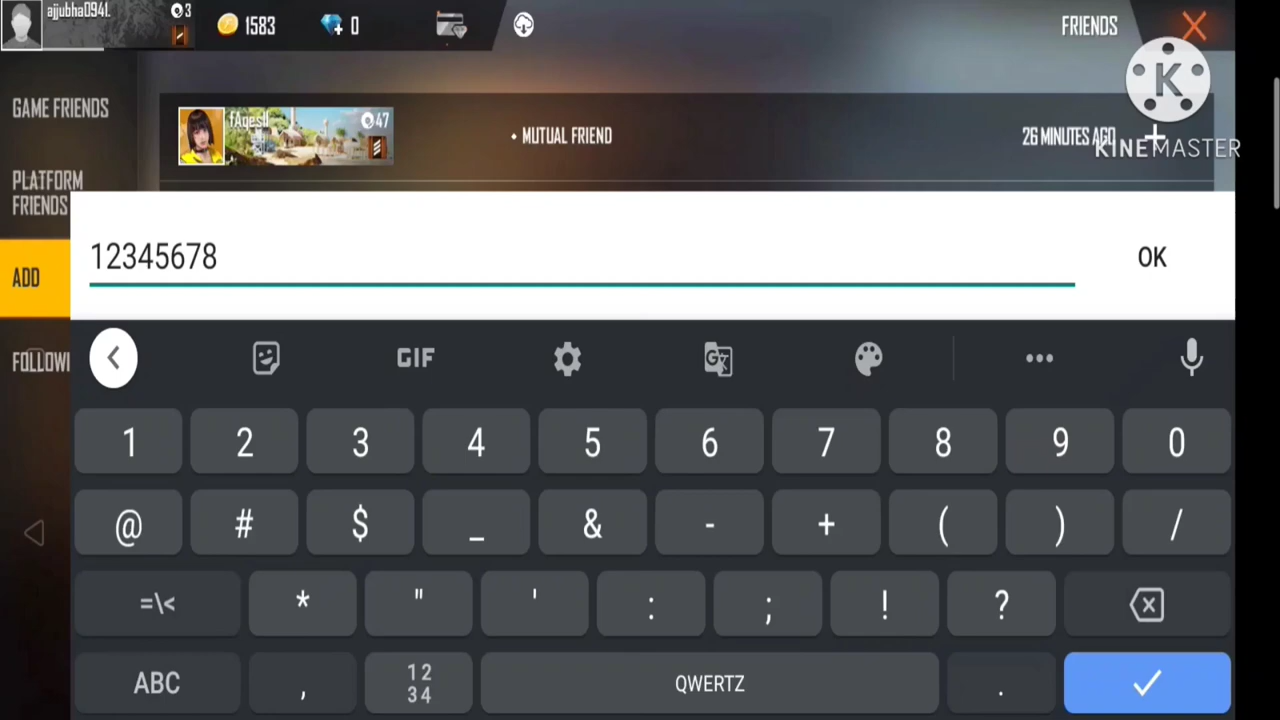 ajjubha094l.
3
1583
0
FRIENDS
GAME FRIENDS
47
MUTUAL FRIEND
26 MINUTES AGO
K
KINEMASTER
PLATFORM
FRIENDS
12345678
OK
ADD
FOLLOWI
GIF
1 2 3 4 5 6 7 8 9 0
@ # $ _ & - + ( ) /
=\< * " ' : ; ! ?
ABC , 12 QWERTZ .
34